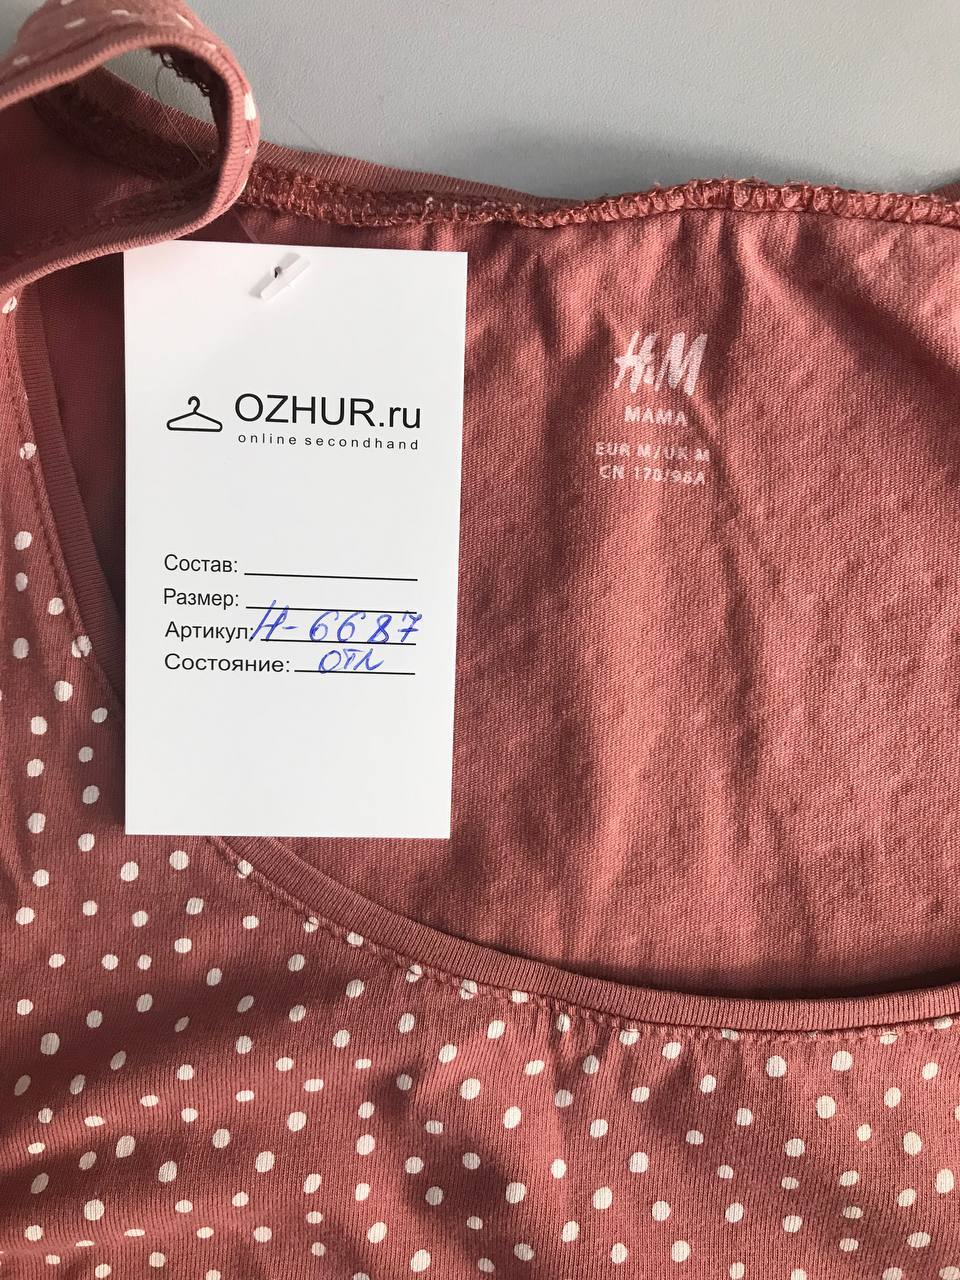 OZHUR.ru
online secondhand
Состав:
Размер:
Артикул: Н-6687
Состояние: отл
H&M
MAMA
EUR M/UK M
CN 170/96A